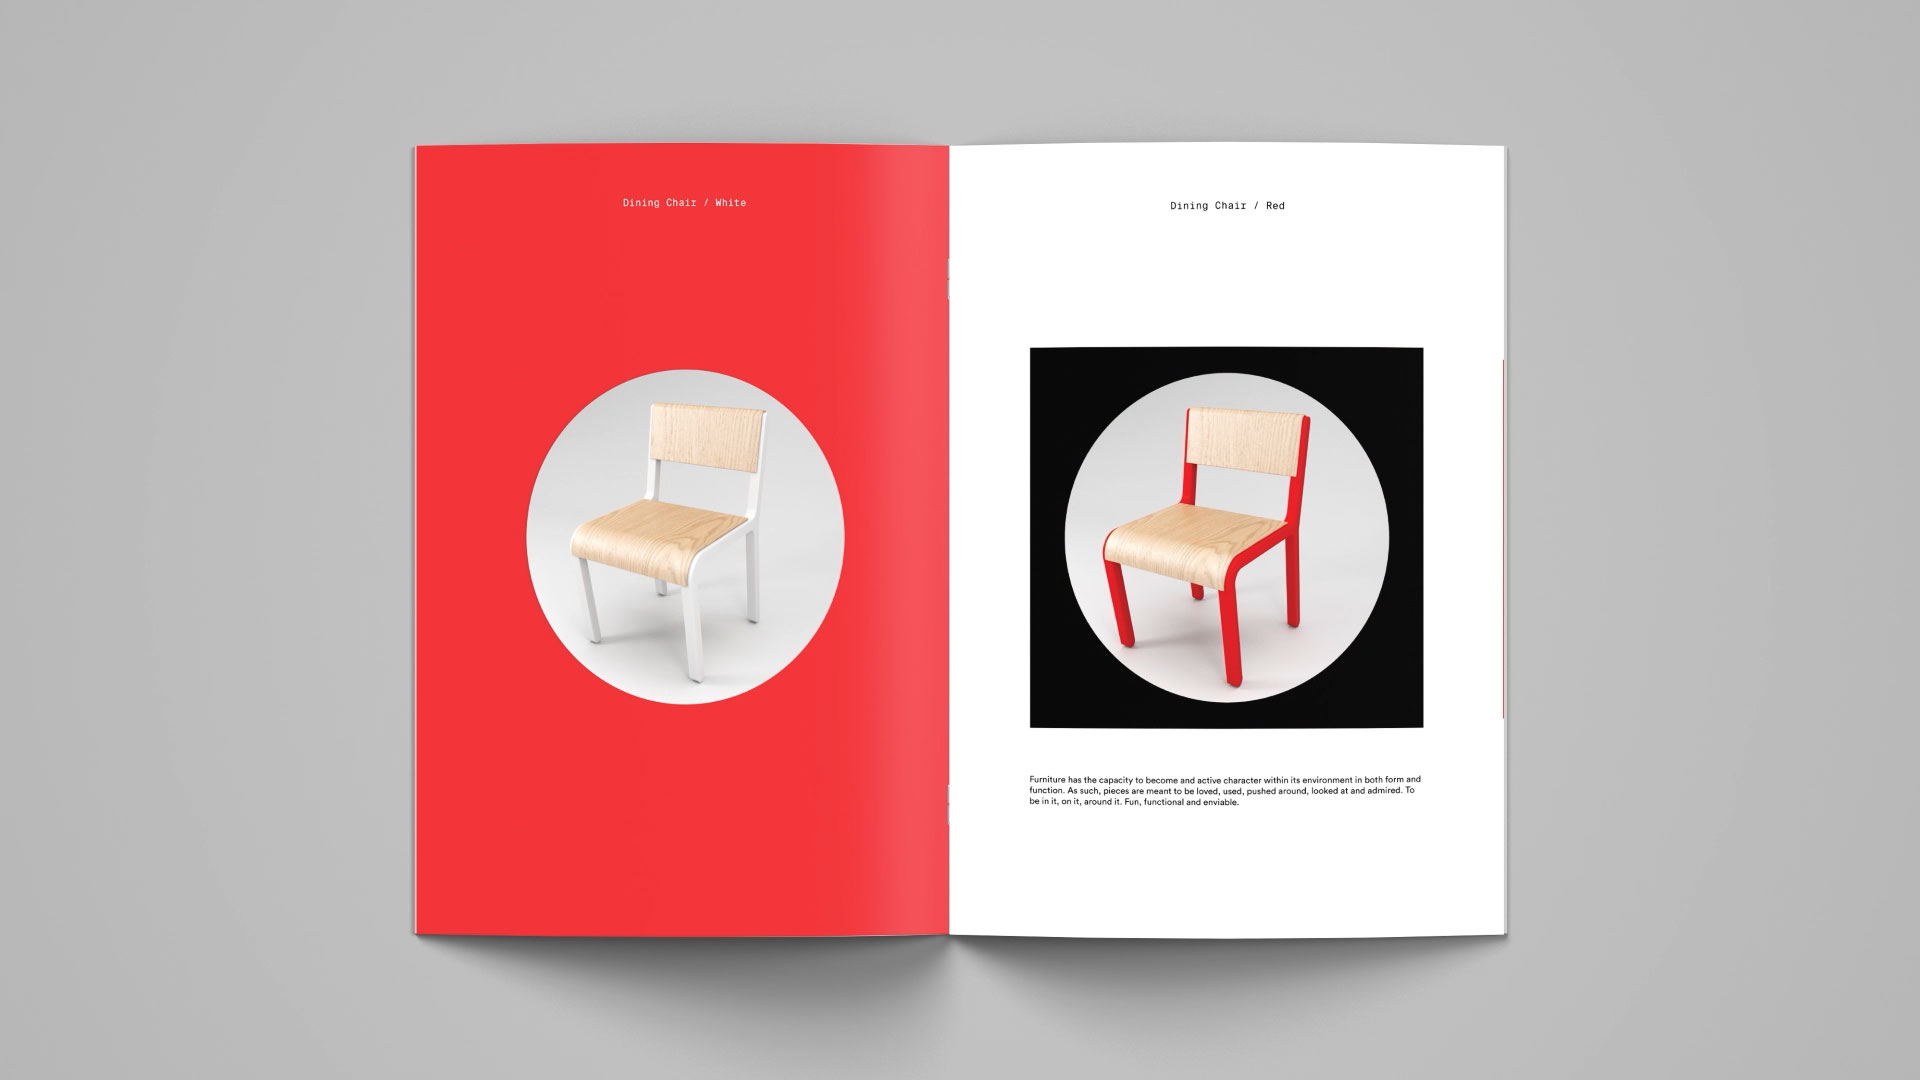 Dining Chair / White
Dining Chair / Red
Furniture has the capacity to become and active character within its environment in both form and
function. As such, pieces are meant to be loved, used, pushed around, looked at and admired. To
be in it, on it, around it. Fun, functional and enviable.